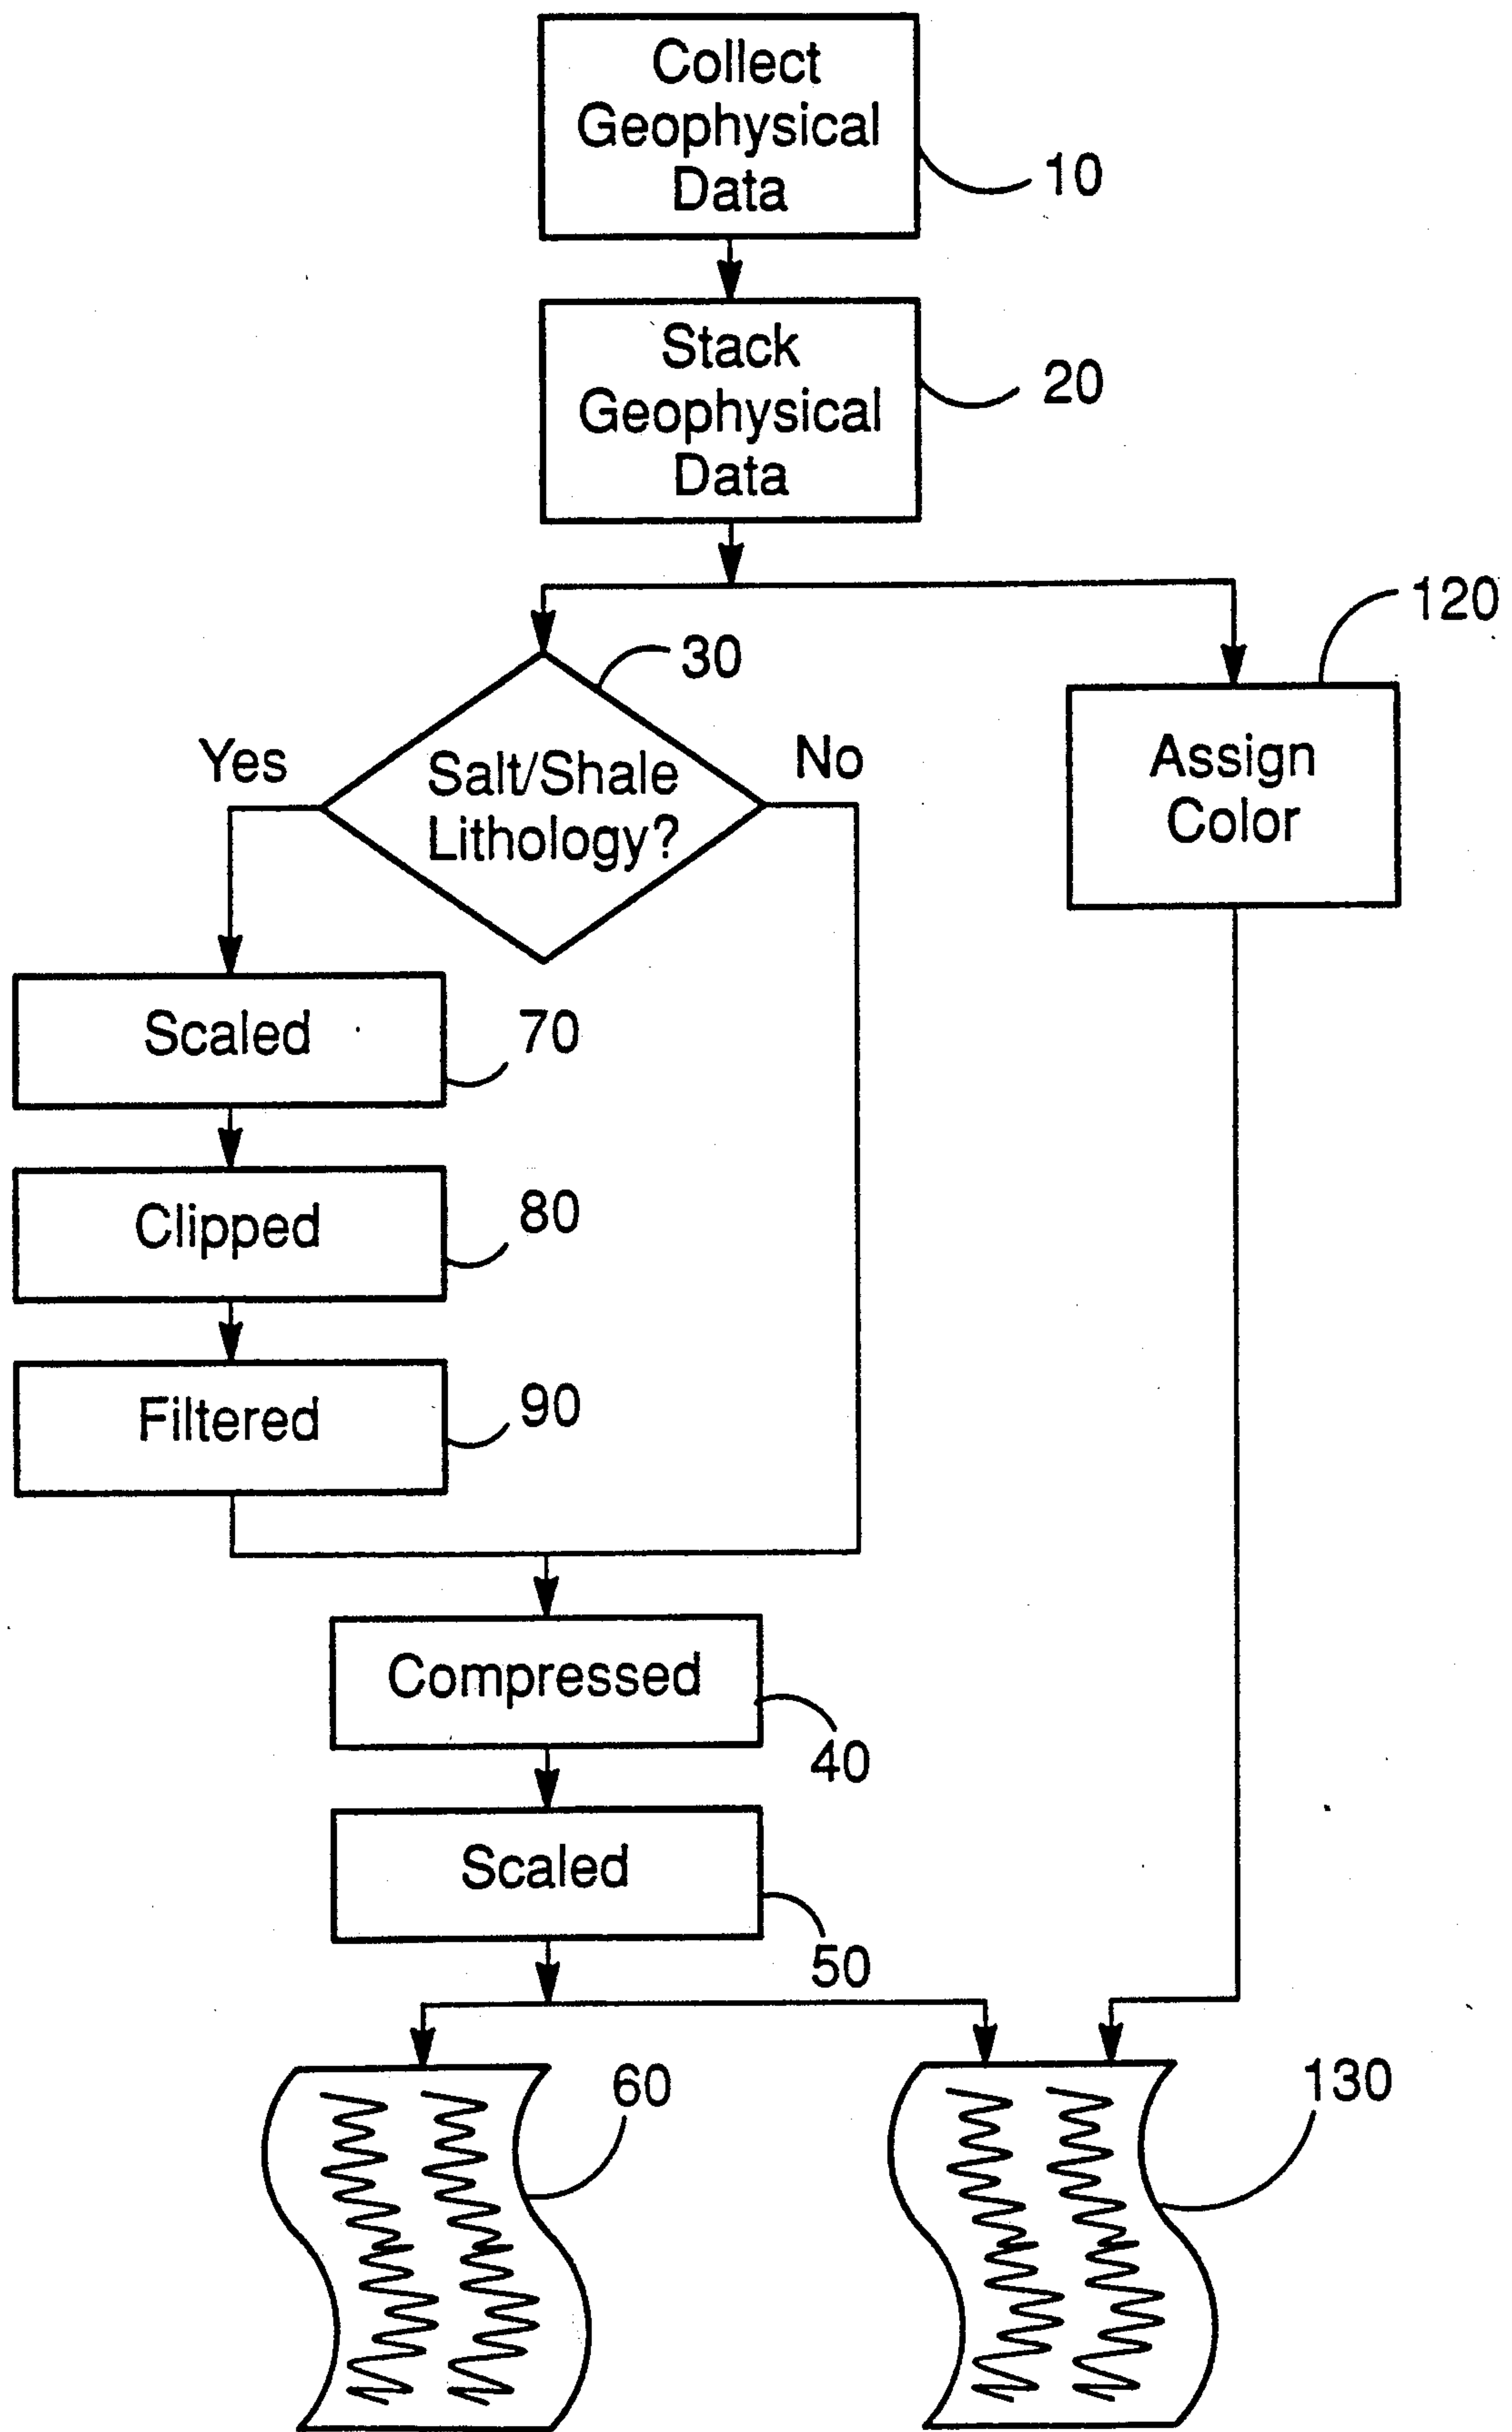 Collect
Geophysical
Data
10
Stack
Geophysical
Data
20
120
30
Yes
Salt/Shale
Lithology?
No
Assign
Color
Scaled
70
Clipped
80
Filtered
90
Compressed
40
Scaled
50
60
130